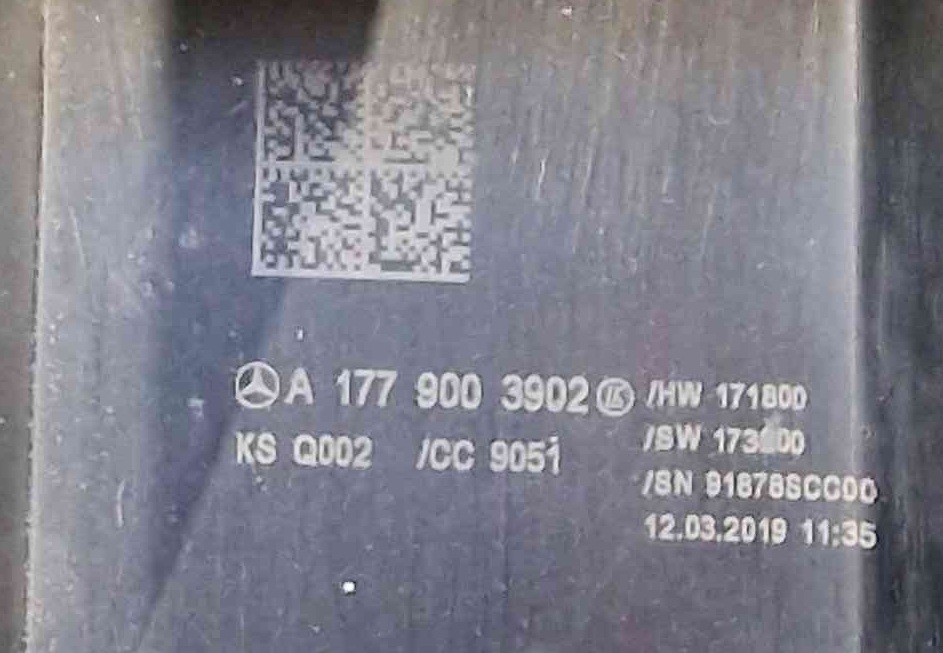 A 177 900 3902 /HW 171800
KS Q002 /CC 9051
/SN 91878SCC00
12.03.2019 11:35